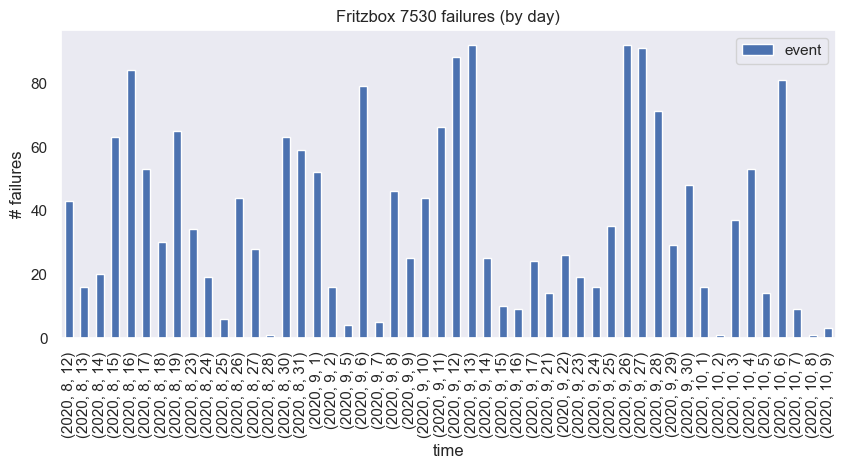 Fritzbox 7530 failures (by day)
event
# failures
80
60
40
20
0
(2020, 8, 12)
(2020, 8, 13)
(2020, 8, 14)
(2020, 8, 15)
(2020, 8, 16)
(2020, 8, 17)
(2020, 8, 18)
(2020, 8, 19)
(2020, 8, 23)
(2020, 8, 24)
(2020, 8, 25)
(2020, 8, 26)
(2020, 8, 27)
(2020, 8, 28)
(2020, 8, 30)
(2020, 8, 31)
(2020, 9, 1)
(2020, 9, 2)
(2020, 9, 5)
(2020, 9, 6)
(2020, 9, 7)
(2020, 9, 8)
(2020, 9, 9)
(2020, 9, 10)
(2020, 9, 11)
(2020, 9, 12)
(2020, 9, 13)
(2020, 9, 14)
(2020, 9, 15)
(2020, 9, 16)
(2020, 9, 17)
(2020, 9, 21)
(2020, 9, 22)
(2020, 9, 23)
(2020, 9, 24)
(2020, 9, 25)
(2020, 9, 26)
(2020, 9, 27)
(2020, 9, 28)
(2020, 9, 29)
(2020, 9, 30)
(2020, 10, 1)
(2020, 10, 2)
(2020, 10, 3)
(2020, 10, 4)
(2020, 10, 5)
(2020, 10, 6)
(2020, 10, 7)
(2020, 10, 8)
(2020, 10, 9)
time